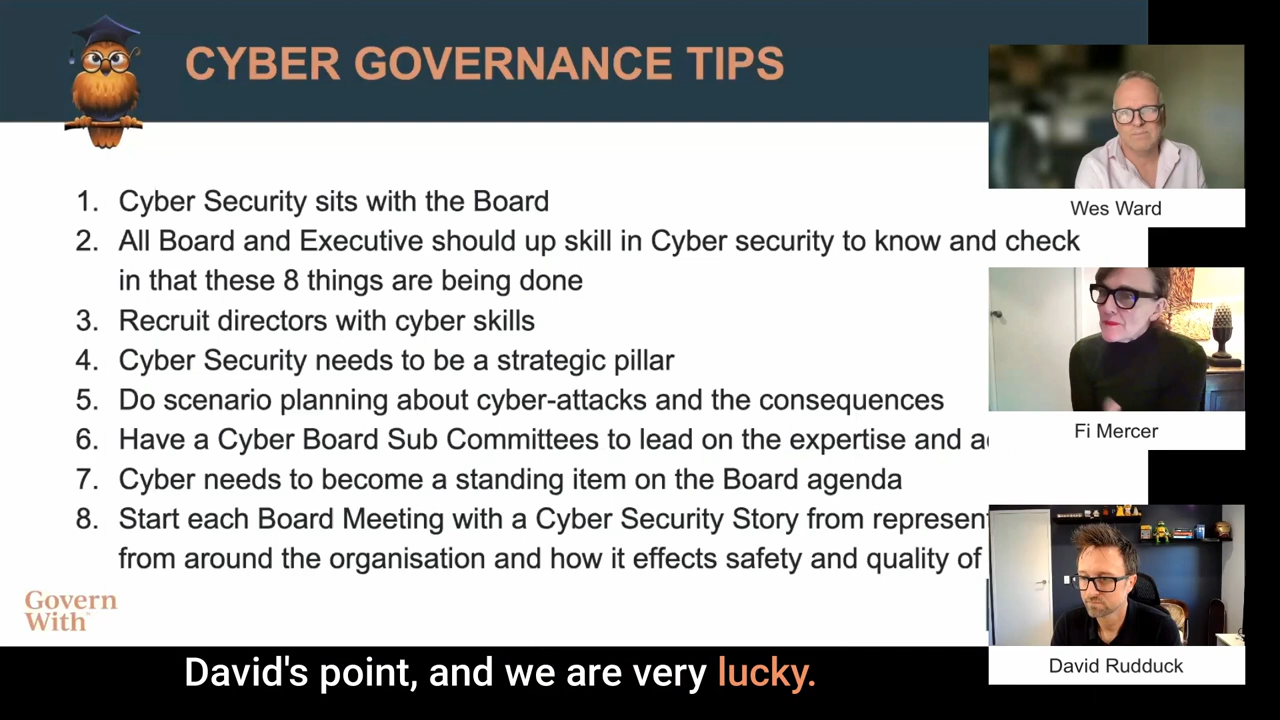 CYBER GOVERNANCE TIPS
1. Cyber Security sits with the Board
2. All Board and Executive should up skill in Cyber security to know and check
in that these 8 things are being done
3. Recruit directors with cyber skills
4. Cyber Security needs to be a strategic pillar
5. Do scenario planning about cyber-attacks and the consequences
6. Have a Cyber Board Sub Committees to lead on the expertise and
7. Cyber needs to become a standing item on the Board agenda
8. Start each Board Meeting with a Cyber Security Story from
from around the organisation and how it effects safety and quality of
Govern
With
Wes Ward
Fi Mercer
David Rudduck
David's point, and we are very lucky.